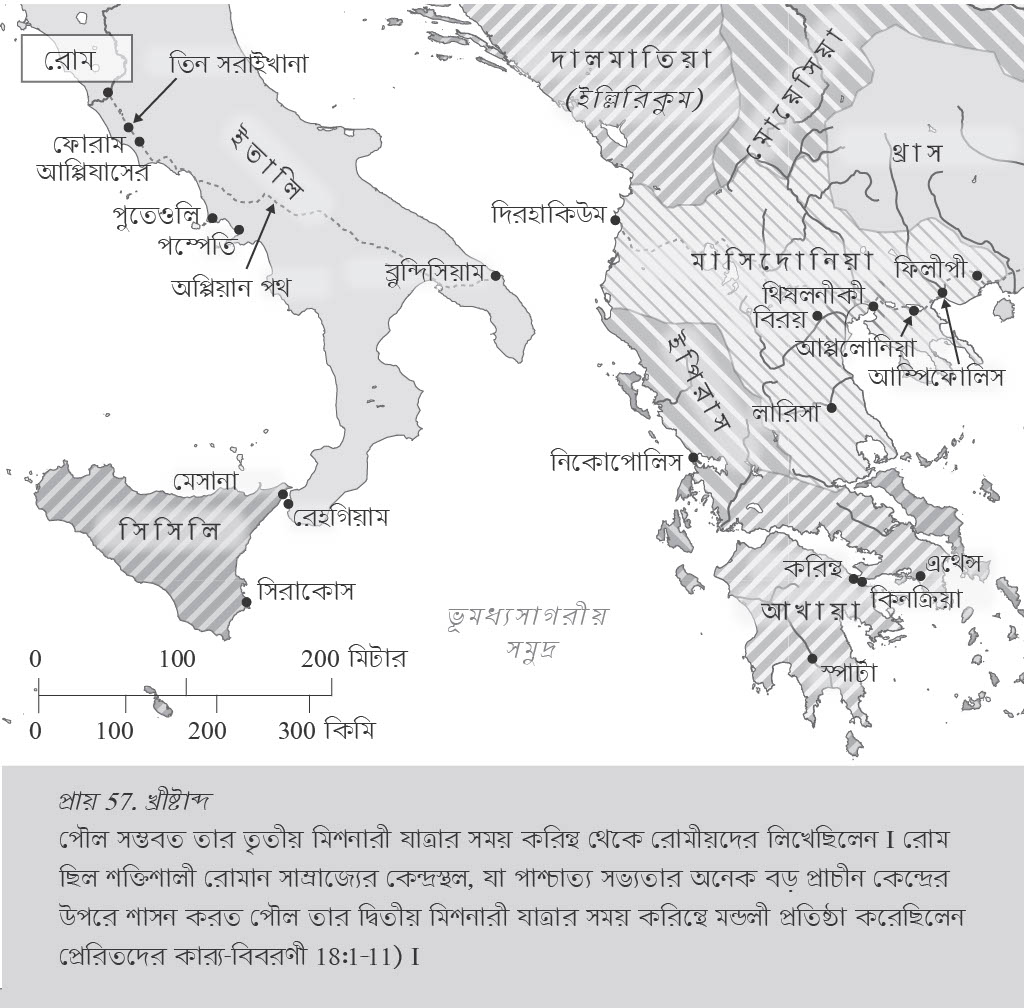 রোম
তিন সরাইখানা
ফোরাম
আপ্পিযাসের
ইতালি
পুতেওলি
পম্পেতি
অপ্পিয়ান পথ
ব্রুন্দিসিয়াম
দালমাতিয়া
(ইল্লিরিকুম)
মোয়েসিয়া
থ্রাস
দিরহাকিউম
মাসিদোনিয়া
ফিলীপী
থিষলনীকী
বিরয়
আপ্পলোনিয়া
আম্পিফোলিস
ইপিরাস
লারিসা
নিকোপোলিস
মেসানা
রেহগিয়াম
সিসিলি
সিরাকোস
করিন্থ
এথেন্স
কিনক্রিয়া
আখায়া
স্পার্টা
ভূমধ্যসাগরীয়
সমুদ্র
0 100 200 মিটার
0 100 200 300 কিমি
প্রায় 57. খ্রীষ্টাব্দ
পৌল সম্ভবত তার তৃতীয় মিশনারী যাত্রার সময় করিন্থ থেকে রোমীয়দের লিখেছিলেন I রোম
ছিল শক্তিশালী রোমান সাম্রাজ্যের কেন্দ্রস্থল, যা পাশ্চাত্য সভ্যতার অনেক বড় প্রাচীন কেন্দ্রের
উপরে শাসন করত পৌল তার দ্বিতীয় মিশনারী যাত্রার সময় করিন্থে মন্ডলী প্রতিষ্ঠা করেছিলেন
প্রেরিতদের কার্য-বিবরণী 18:1-11) I